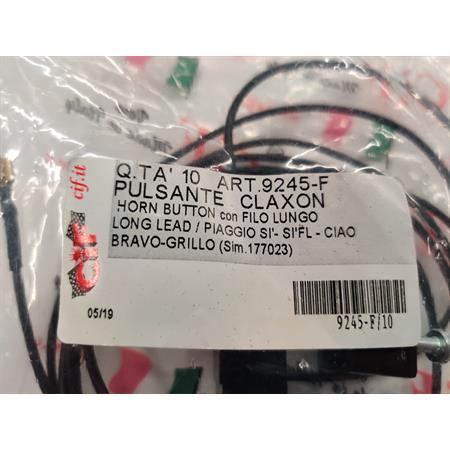 Q.TA' 10 ART.9245-F
PULSANTE CLAXON
HORN BUTTON con FILO LUNGO
LONG LEAD / PIAGGIO SI'- SI'FL - CIAO
BRAVO-GRILLO (Sim.177023)
05/19
9245-F/10
cif.it
CIF